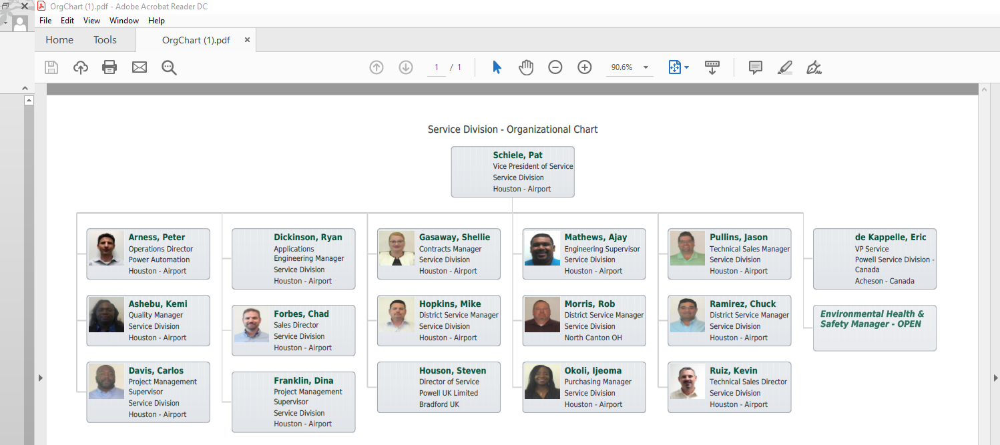 OrgChart (1).pdf - Adobe Acrobat Reader DC
File Edit View Window Help
Home Tools OrgChart (1).pdf ×
1 / 1 90.6%
Service Division - Organizational Chart
Schiele, Pat
Vice President of Service
Service Division
Houston - Airport
Arness, Peter
Operations Director
Power Automation
Houston - Airport
Ashebu, Kemi
Quality Manager
Service Division
Houston - Airport
Davis, Carlos
Project Management
Supervisor
Service Division
Houston - Airport
Dickinson, Ryan
Applications
Engineering Manager
Service Division
Houston - Airport
Forbes, Chad
Sales Director
Service Division
Houston - Airport
Franklin, Dina
Project Management
Supervisor
Service Division
Houston - Airport
Gasaway, Shellie
Contracts Manager
Service Division
Houston - Airport
Hopkins, Mike
District Service Manager
Service Division
Houston - Airport
Houson, Steven
Director of Service
Powell UK Limited
Bradford UK
Mathews, Ajay
Engineering Supervisor
Service Division
Houston - Airport
Morris, Rob
District Service Manager
Service Division
North Canton OH
Okoli, Ijeoma
Purchasing Manager
Service Division
Houston - Airport
Pullins, Jason
Technical Sales Manager
Service Division
Houston - Airport
Ramirez, Chuck
District Service Manager
Service Division
Houston - Airport
Ruiz, Kevin
Technical Sales Director
Service Division
Houston - Airport
de Kappelle, Eric
VP Service
Powell Service Division -
Canada
Acheson - Canada
Environmental Health &
Safety Manager - OPEN